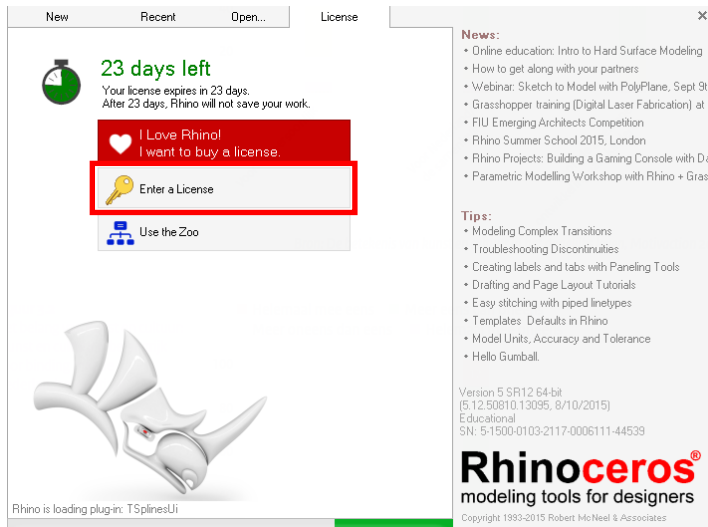 New
Recent
Open...
License
23 days left
Your license expires in 23 days.
After 23 days, Rhino will not save your work.
I Love Rhino!
I want to buy a license.
Enter a License
Use the Zoo
Rhino is loading plug-in: TSplinesUi
News:
• Online education: Intro to Hard Surface Modeling
• How to get along with your partners
• Webinar: Sketch to Model with PolyPlane, Sept 9t
• Grasshopper training (Digital Laser Fabrication) at
• FIU Emerging Architects Competition
• Rhino Summer School 2015, London
• Rhino Projects: Building a Gaming Console with Da
• Parametric Modelling Workshop with Rhino + Gras
Tips:
• Modeling Complex Transitions
• Troubleshooting Discontinuities
• Creating labels and tabs with Paneling Tools
• Drafting and Page Layout Tutorials
• Easy stitching with piped linetypes
• Templates Defaults in Rhino
• Model Units, Accuracy and Tolerance
• Hello Gumball.
Version 5 SR12 64-bit
(5.12.50810.13095, 8/10/2015)
Educational
SN: 5-1500-0103-2117-0006111-44539
Rhinoceros®
modeling tools for designers
Copyright 1993-2015 Robert McNeel & Associates